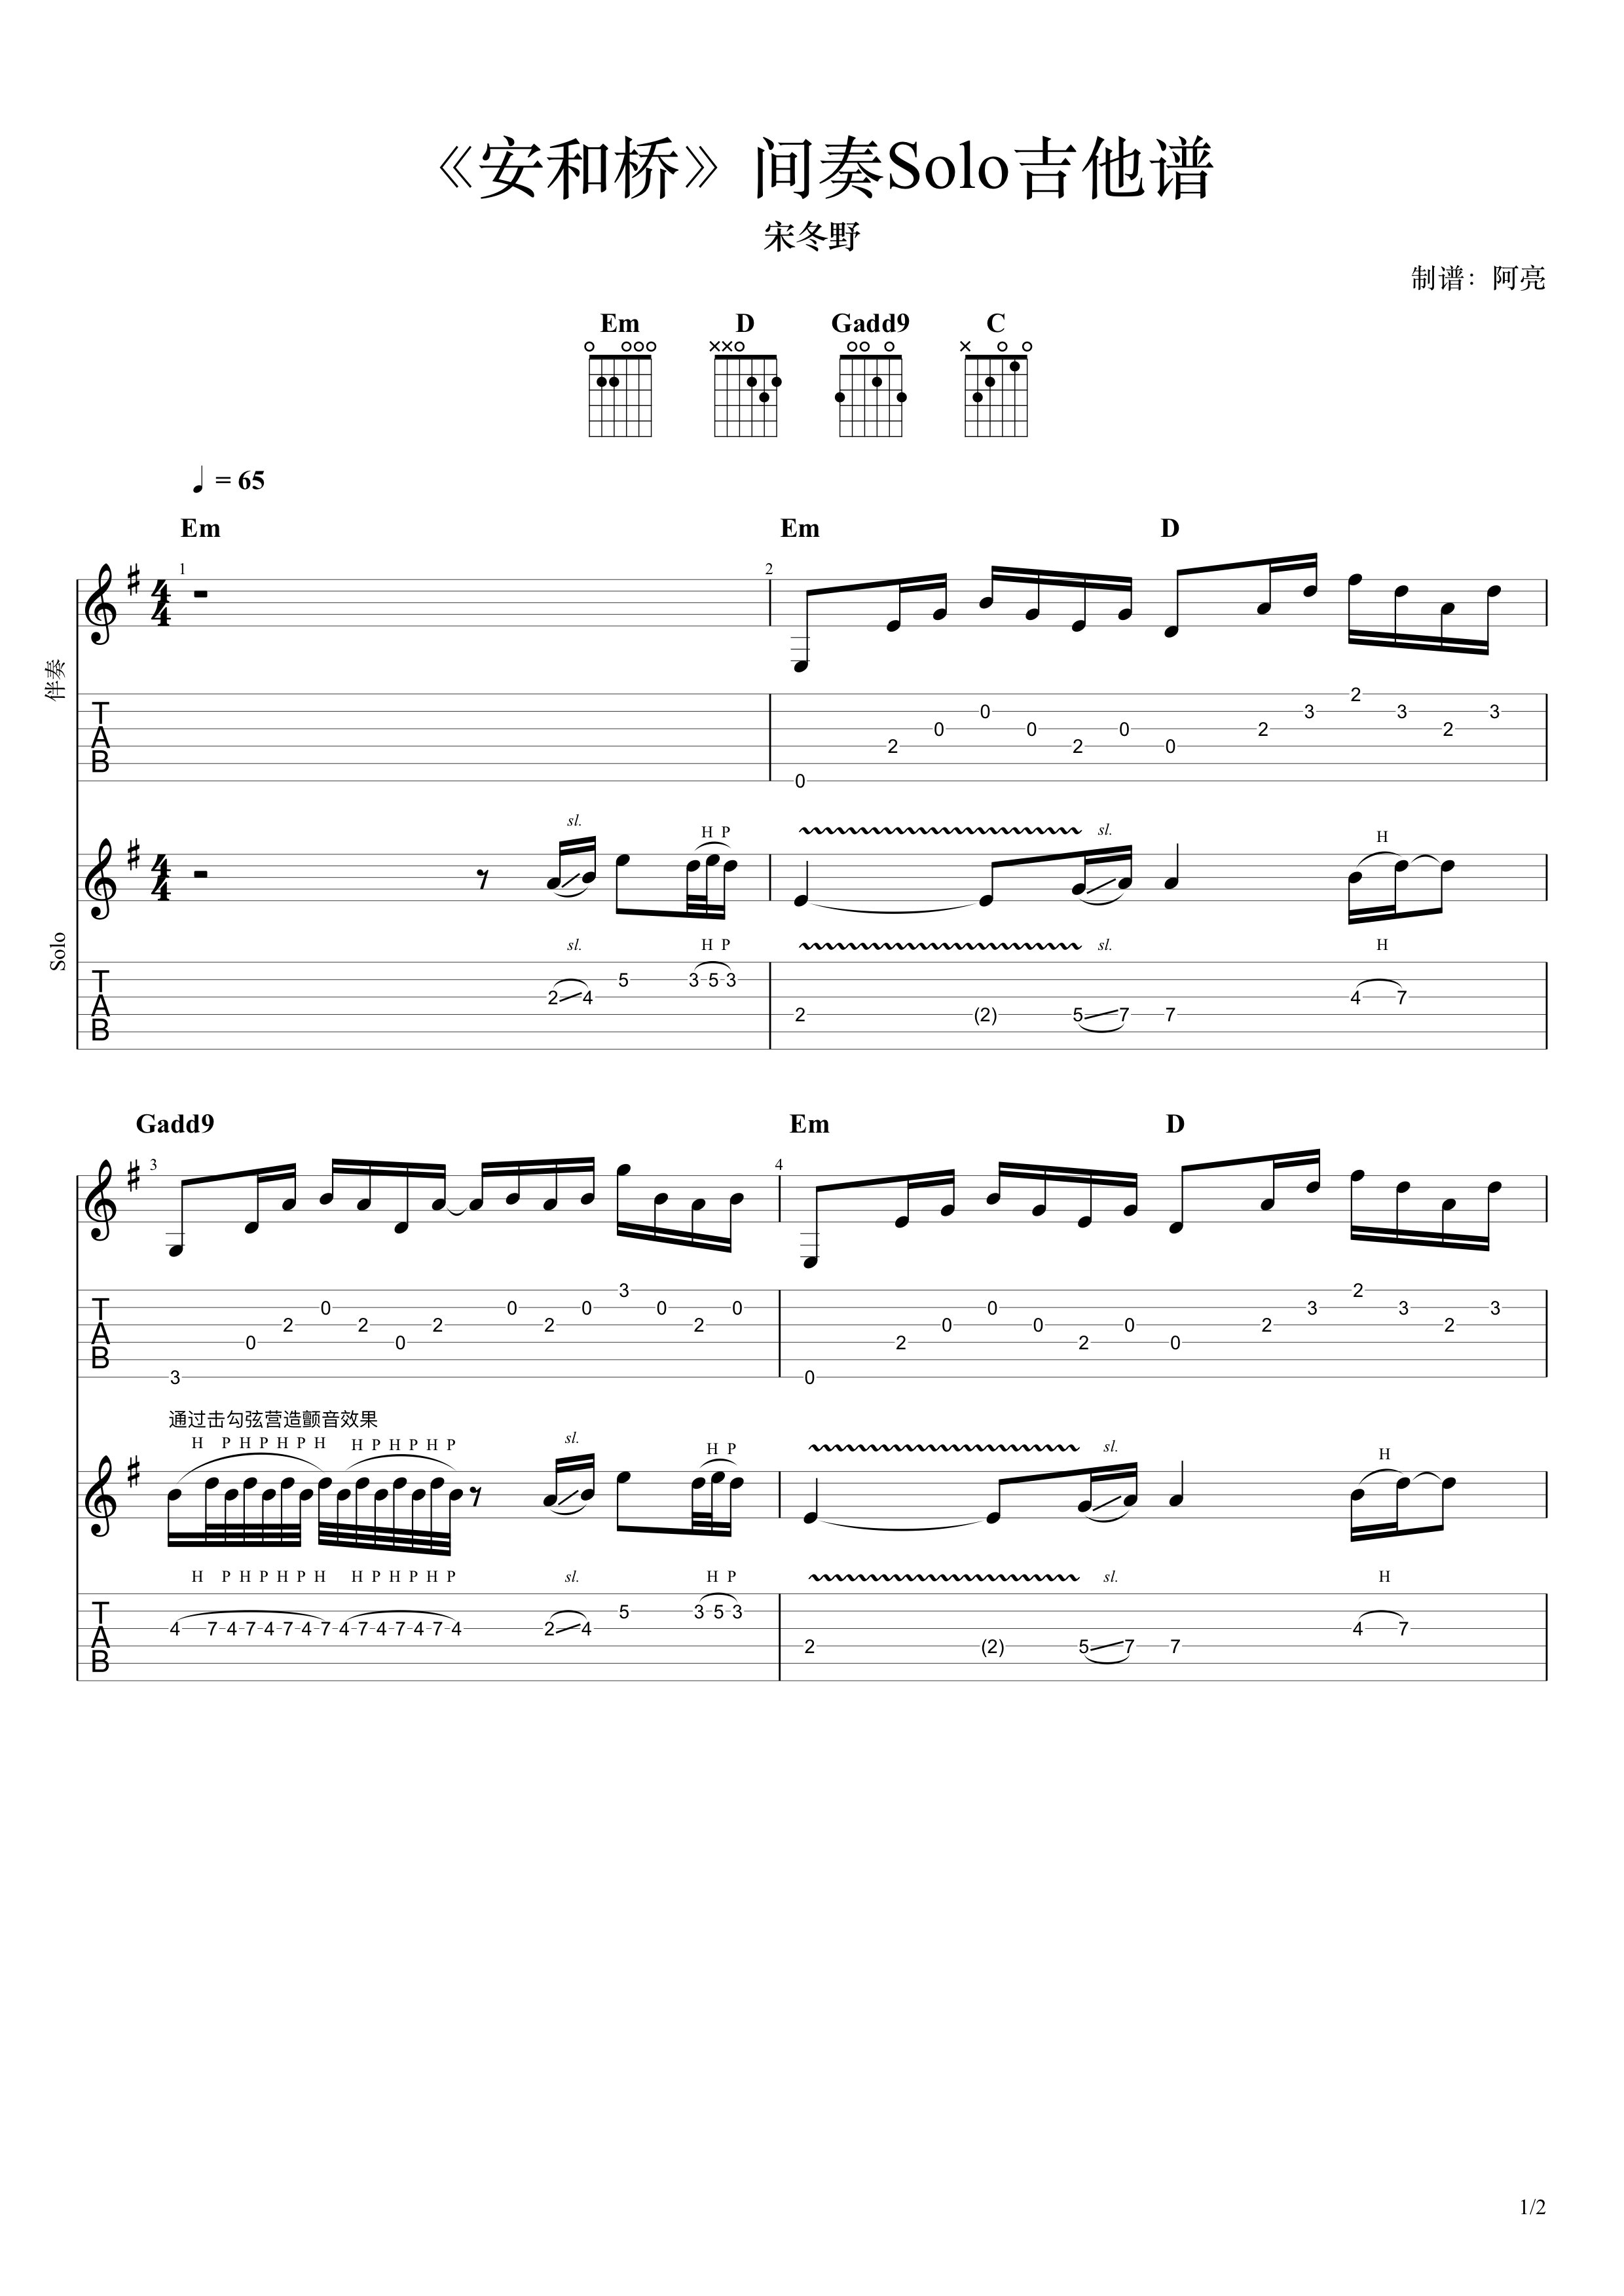 《安和桥》间奏Solo吉他谱
宋冬野
制谱：阿亮
Em D Gadd9 C
= 65
Em Em D
1 2
伴奏
T A B
2 3 2 3
0 0 0 2 2
2 2 0
0
sl. H P sl. H
Solo
sl. H P sl. H
T A B
2 4 5 3 5 3 2 (2) 5 7 7 4 7
Gadd9 Em D
3 4
T A B
3 0 2 0 2 0 2 0 2 0 3 0 2 0 0 2 0 0 0 2 0 0 2 3 2 3 2 3
通过击勾弦营造颤音效果
H P H P H P H H P H P H P sl. H P sl. H
H P H P H P H H P H P H P sl. H P sl. H
T A B
4 7 4 7 4 7 4 7 4 7 4 7 4 7 4 2 4 5 3 5 3 2 (2) 5 7 7 4 7
1/2